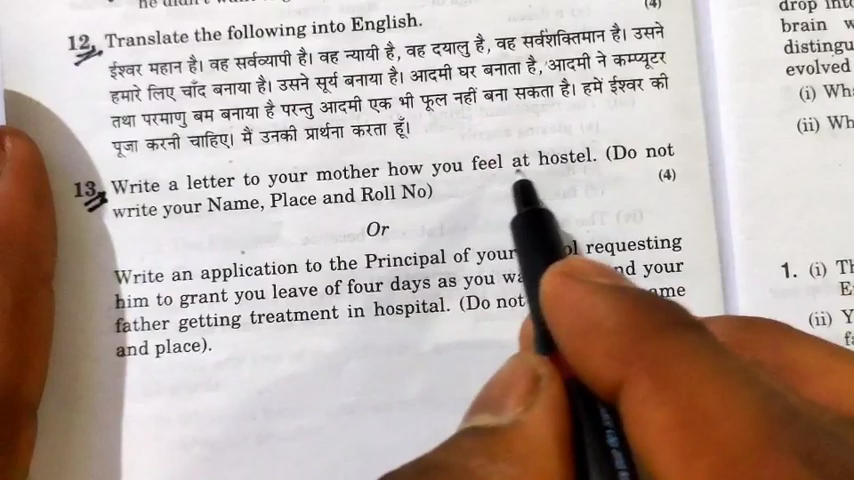 he didn't want
(4)
12. Translate the following into English.
ईश्वर महान है। वह सर्वव्यापी है। वह न्यायी है, वह दयालु है, वह सर्वशक्तिमान है। उसने
हमारे लिए चाँद बनाया है। उसने सूर्य बनाया है। आदमी घर बनाता है, आदमी ने कम्प्यूटर
तथा परमाणु बम बनाया है परन्तु आदमी एक भी फूल नहीं बना सकता है। हमें ईश्वर की
पूजा करनी चाहिए। मैं उनकी प्रार्थना करता हूँ।
13. Write a letter to your mother how you feel at hostel. (Do not
write your Name, Place and Roll No) (4)
Or
Write an application to the Principal of your requesting
him to grant you leave of four days as you your
father getting treatment in hospital. (Do not
and place).
drop into
brain
distingu
evolved
(i) Wh
(ii) Wh
1. (i) Th
E
(ii) Y
f